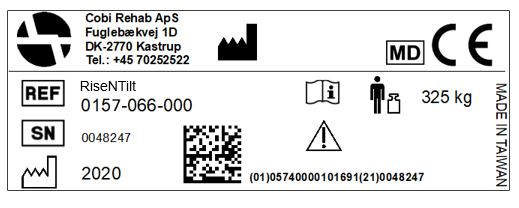 Cobi Rehab ApS
Fuglebækvej 1D
DK-2770 Kastrup
Tel.: +45 70252522
MD CE
REF RiseNTilt
0157-066-000
325 kg
SN 0048247
2020
(01)05740000101691(21)0048247
MADE IN TAIWAN